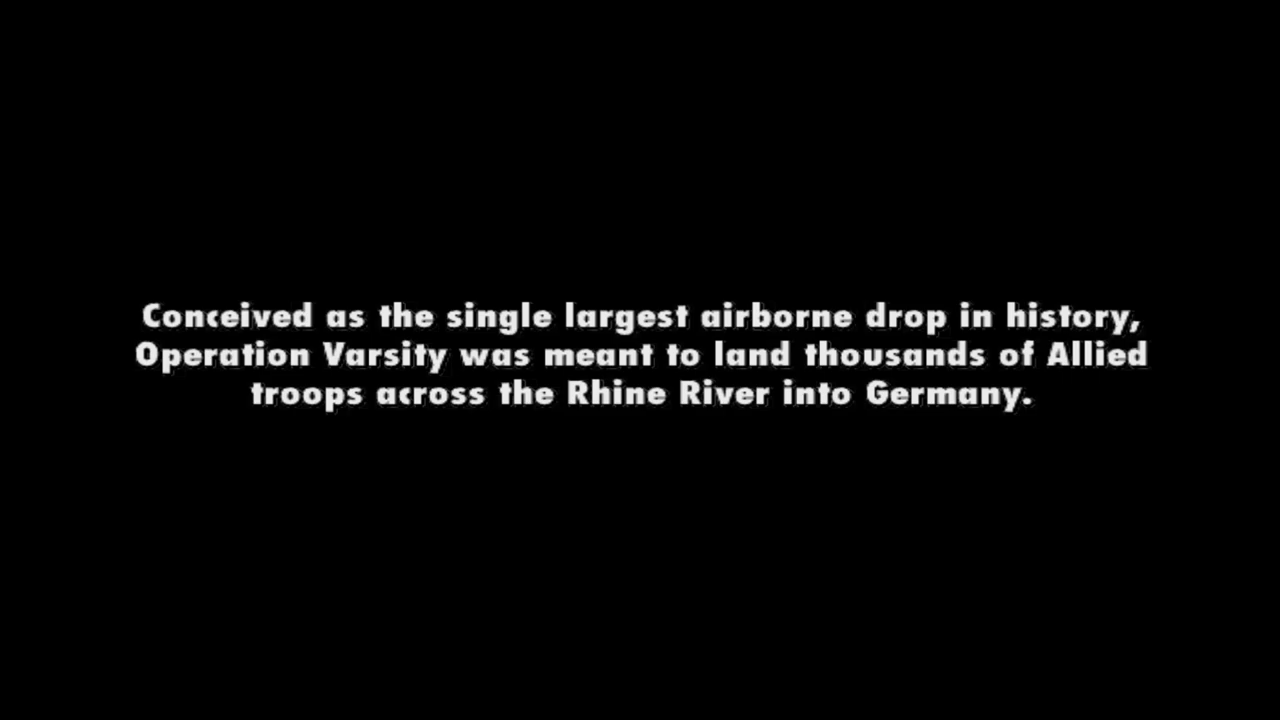 Conceived as the single largest airborne drop in history,
Operation Varsity was meant to land thousands of Allied
troops across the Rhine River into Germany.